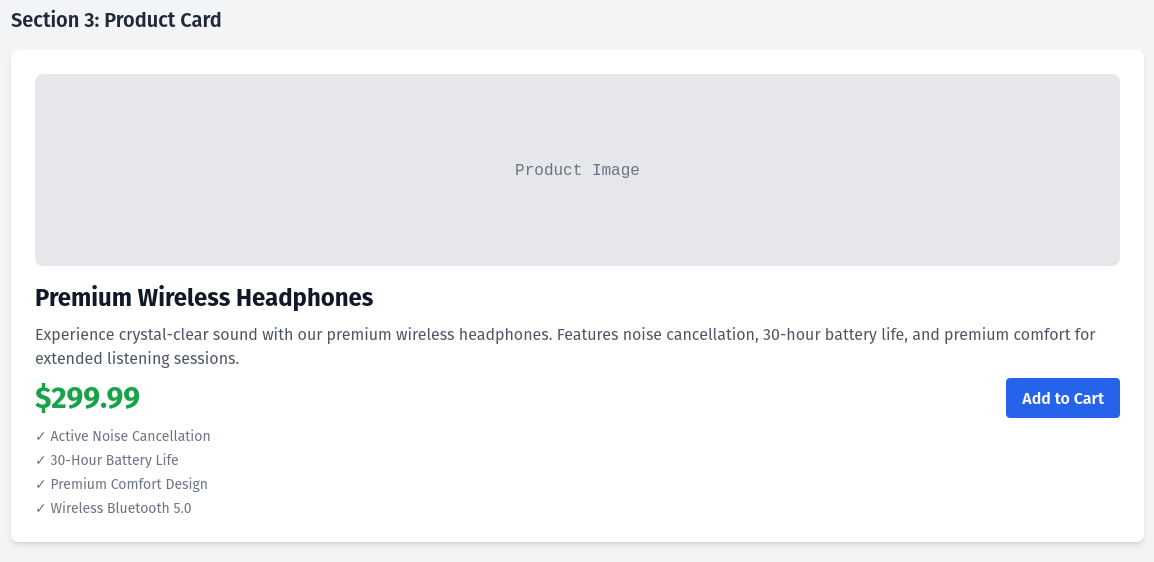 Section 3: Product Card
Product Image
Premium Wireless Headphones
Experience crystal-clear sound with our premium wireless headphones. Features noise cancellation, 30-hour battery life, and premium comfort for
extended listening sessions.
$299.99
Add to Cart
✓ Active Noise Cancellation
✓ 30-Hour Battery Life
✓ Premium Comfort Design
✓ Wireless Bluetooth 5.0